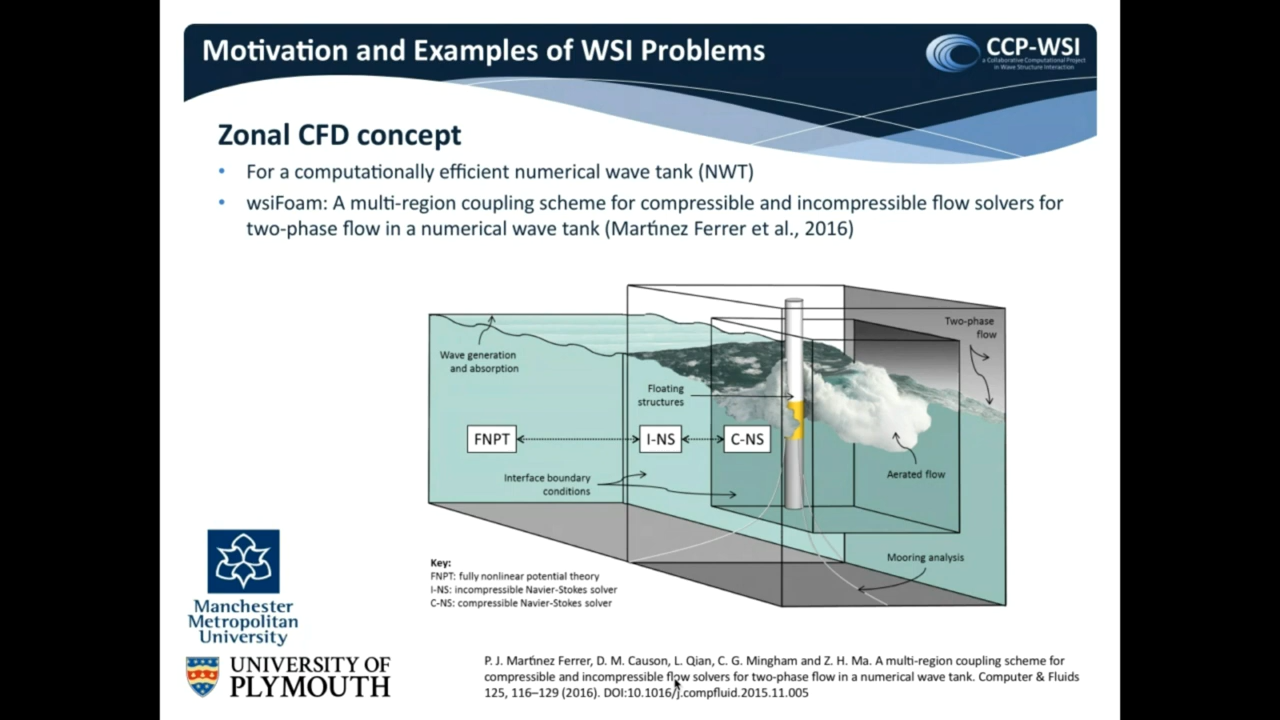 Motivation and Examples of WSI Problems
CCP-WSI
a Collaborative Computational Project
in Wave Structure Interaction
Zonal CFD concept
• For a computationally efficient numerical wave tank (NWT)
• wsiFoam: A multi-region coupling scheme for compressible and incompressible flow solvers for
two-phase flow in a numerical wave tank (Martínez Ferrer et al., 2016)
Two-phase
flow
Wave generation
and absorption
Floating
structures
FNPT
I-NS
C-NS
Aerated flow
Interface boundary
conditions
Mooring analysis
Key:
FNPT: fully nonlinear potential theory
I-NS: incompressible Navier-Stokes solver
C-NS: compressible Navier-Stokes solver
Manchester
Metropolitan
University
UNIVERSITY OF
PLYMOUTH
P. J. Martínez Ferrer, D. M. Causon, L. Qian, C. G. Mingham and Z. H. Ma. A multi-region coupling scheme for
compressible and incompressible flow solvers for two-phase flow in a numerical wave tank. Computer & Fluids
125, 116–129 (2016). DOI:10.1016/j.compfluid.2015.11.005